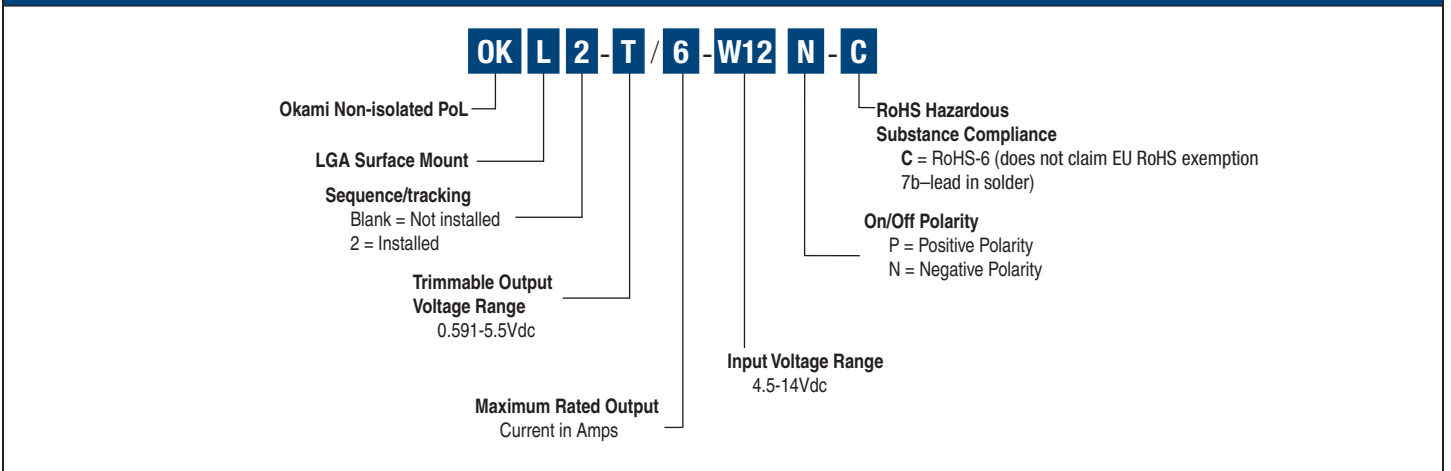 OK L 2 - T / 6 - W12 N - C
Okami Non-isolated PoL
LGA Surface Mount
Sequence/tracking
Blank = Not installed
2 = Installed
Trimmable Output
Voltage Range
0.591-5.5Vdc
Maximum Rated Output
Current in Amps
RoHS Hazardous
Substance Compliance
C = RoHS-6 (does not claim EU RoHS exemption
7b–lead in solder)
On/Off Polarity
P = Positive Polarity
N = Negative Polarity
Input Voltage Range
4.5-14Vdc